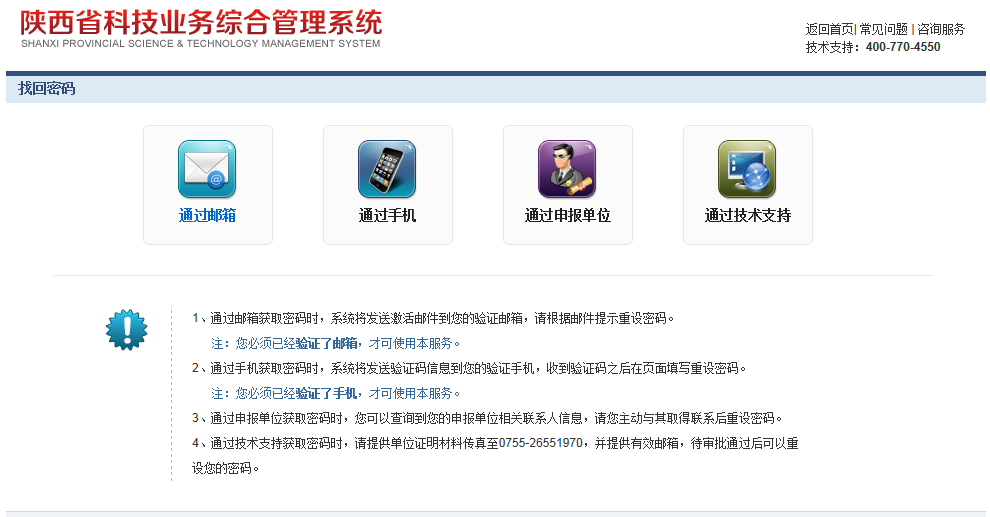 陕西省科技业务综合管理系统
SHANXI PROVINCIAL SCIENCE & TECHNOLOGY MANAGEMENT SYSTEM
返回首页| 常见问题 | 咨询服务
技术支持：400-770-4550
找回密码
通过邮箱
通过手机
通过申报单位
通过技术支持
1、通过邮箱获取密码时，系统将发送激活邮件到您的验证邮箱，请根据邮件提示重设密码。
注：您必须已经验证了邮箱，才可使用本服务。
2、通过手机获取密码时，系统将发送验证码信息到您的验证手机，收到验证码之后在页面填写重设密码。
注：您必须已经验证了手机，才可使用本服务。
3、通过申报单位获取密码时，您可以查询到您的申报单位相关联系人信息，请您主动与其取得联系后重设密码。
4、通过技术支持获取密码时，请提供单位证明材料传真至0755-26551970，并提供有效邮箱，待审批通过后可以重
设您的密码。